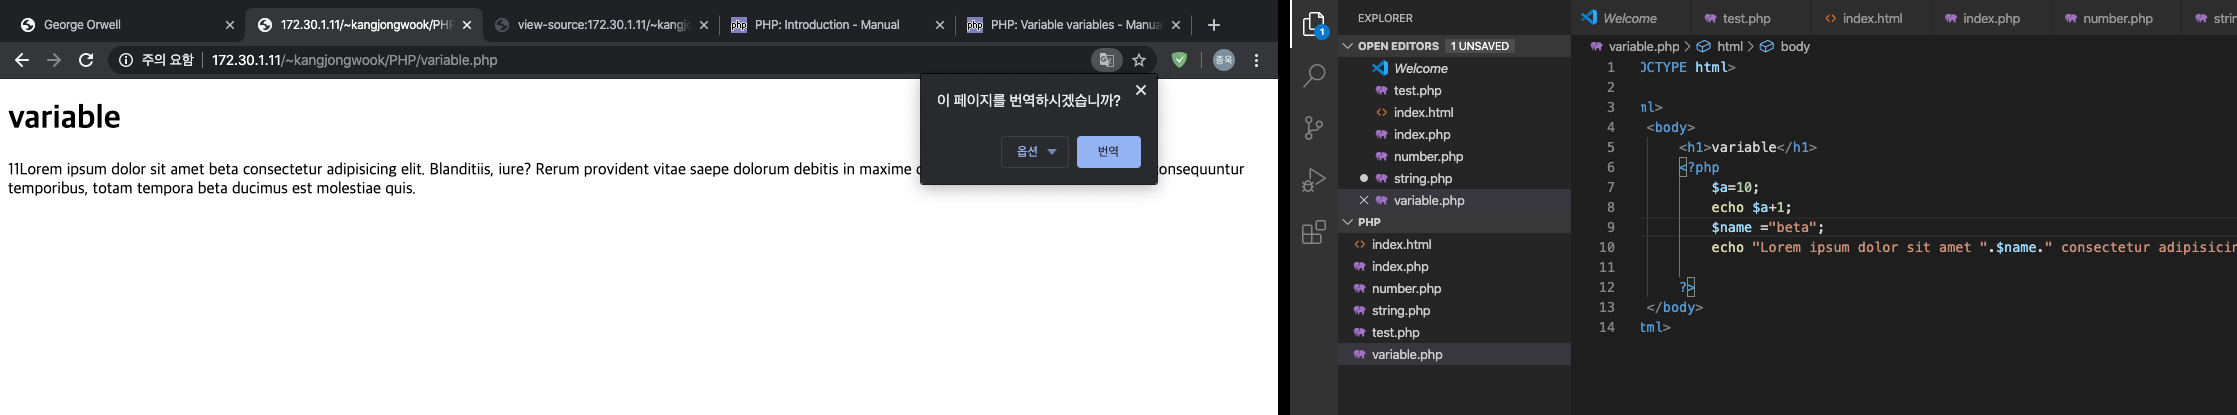 George Orwell
172.30.1.11/~kangjongwook/PHP
view-source:172.30.1.11/~kangjo
PHP: Introduction - Manual
PHP: Variable variables - Manual
주의 요함
172.30.1.11/~kangjongwook/PHP/variable.php
종욱
이 페이지를 번역하시겠습니까?
옵션
번역
variable
11Lorem ipsum dolor sit amet beta consectetur adipisicing elit. Blanditiis, iure? Rerum provident vitae saepe dolorum debitis in maxime consequuntur
temporibus, totam tempora beta ducimus est molestiae quis.
1
EXPLORER
OPEN EDITORS 1 UNSAVED
Welcome
test.php
index.html
index.php
number.php
string.php
variable.php
PHP
index.html
index.php
number.php
string.php
test.php
variable.php
Welcome test.php index.html index.php number.php strin
variable.php > html > body
1 OCTYPE html>
2
3 ml>
4 <body>
5 <h1>variable</h1>
6 <?php
7 $a=10;
8 echo $a+1;
9 $name ="beta";
10 echo "Lorem ipsum dolor sit amet ".$name." consectetur adipisicin
11
12 ?>
13 </body>
14 tml>